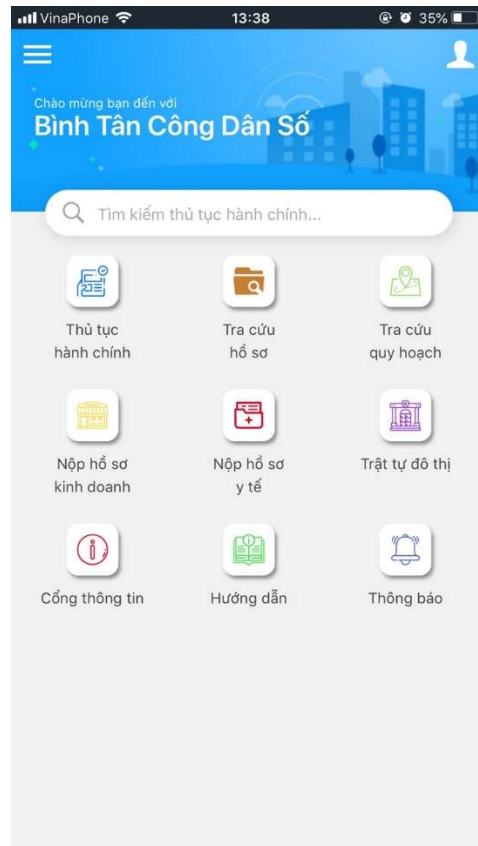 VinaPhone 13:38 35%
Chào mừng bạn đến với
Bình Tân Công Dân Số
Tìm kiếm thủ tục hành chính...
Thủ tục
hành chính
Tra cứu
hồ sơ
Tra cứu
quy hoạch
Nộp hồ sơ
kinh doanh
Nộp hồ sơ
y tế
Trật tự đô thị
Cổng thông tin
Hướng dẫn
Thông báo